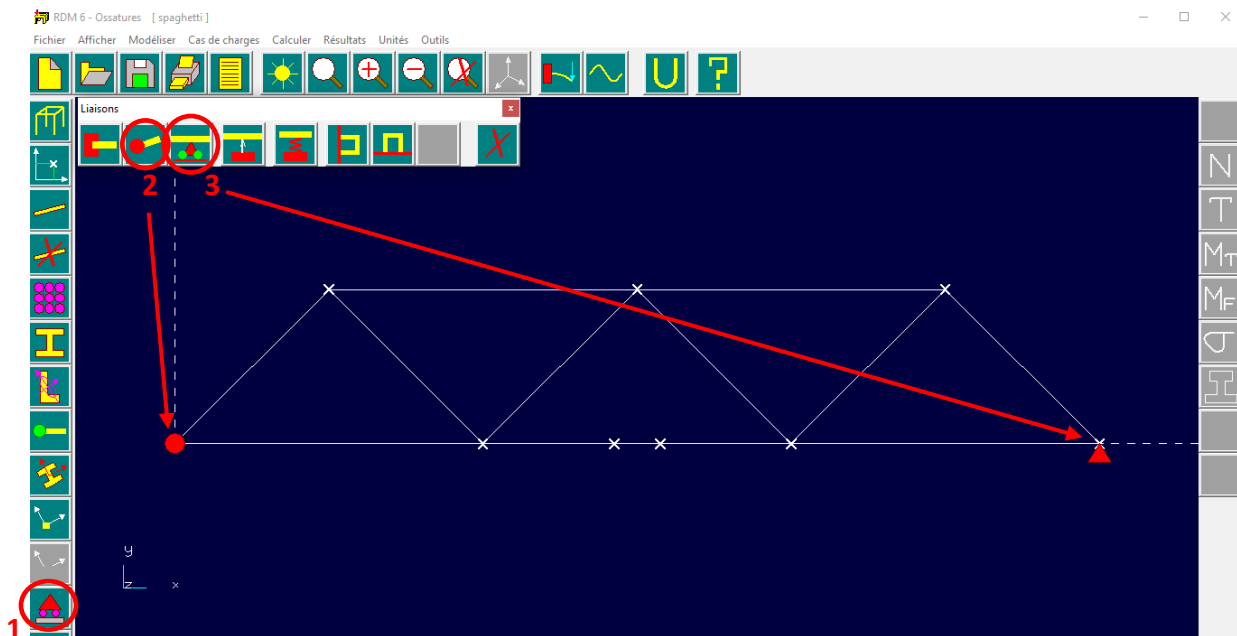 RDM 6 - Ossatures [ spaghetti ]
Fichier Afficher Modéliser Cas de charges Calculer Résultats Unités Outils
Liaisons
2 3
N
T
MT
MF
σ
y
z x
1